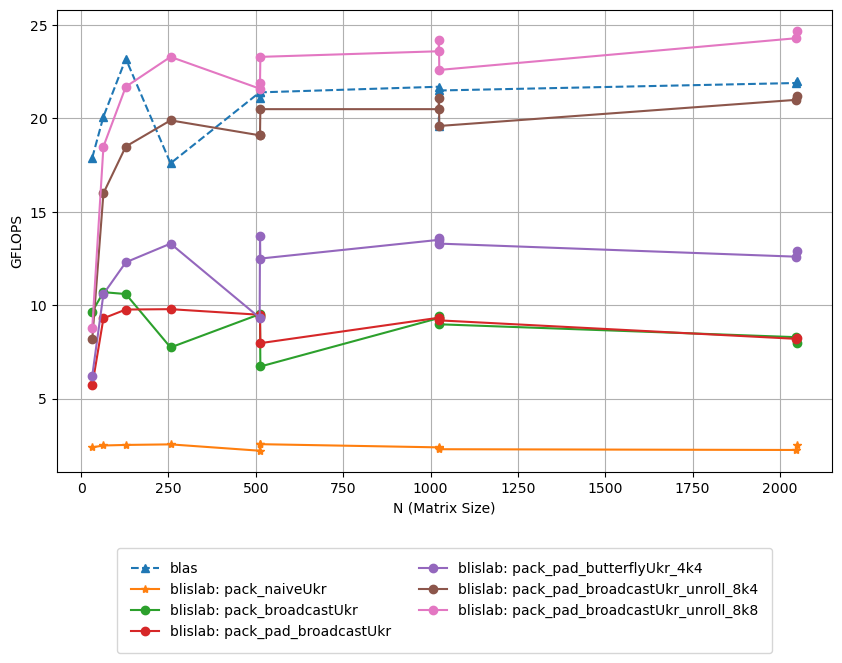 25
20
15
10
5
GFLOPS
0 250 500 750 1000 1250 1500 1750 2000
N (Matrix Size)
blas
blislab: pack_naiveUkr
blislab: pack_broadcastUkr
blislab: pack_pad_broadcastUkr
blislab: pack_pad_butterflyUkr_4k4
blislab: pack_pad_broadcastUkr_unroll_8k4
blislab: pack_pad_broadcastUkr_unroll_8k8